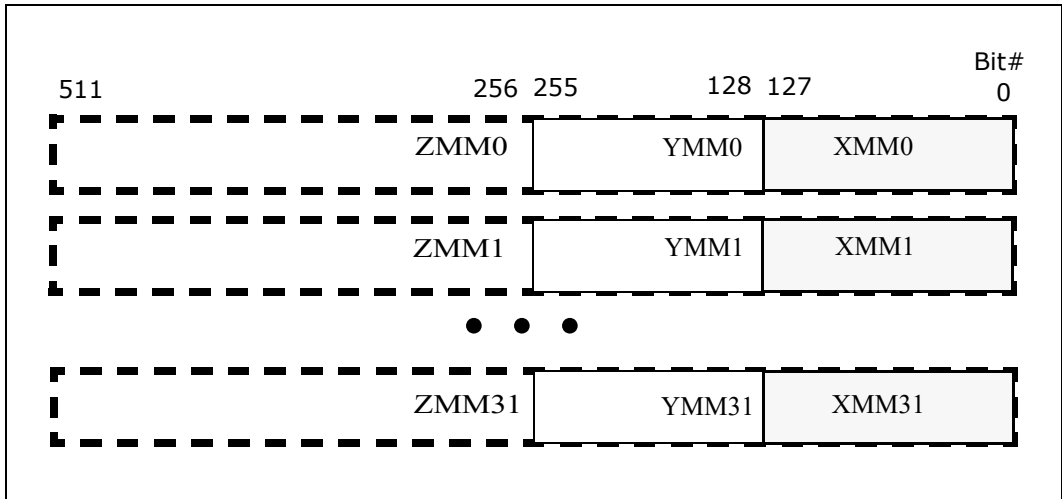 Bit#
511 256 255 128 127 0
ZMM0 YMM0 XMM0
ZMM1 YMM1 XMM1
• • •
ZMM31 YMM31 XMM31